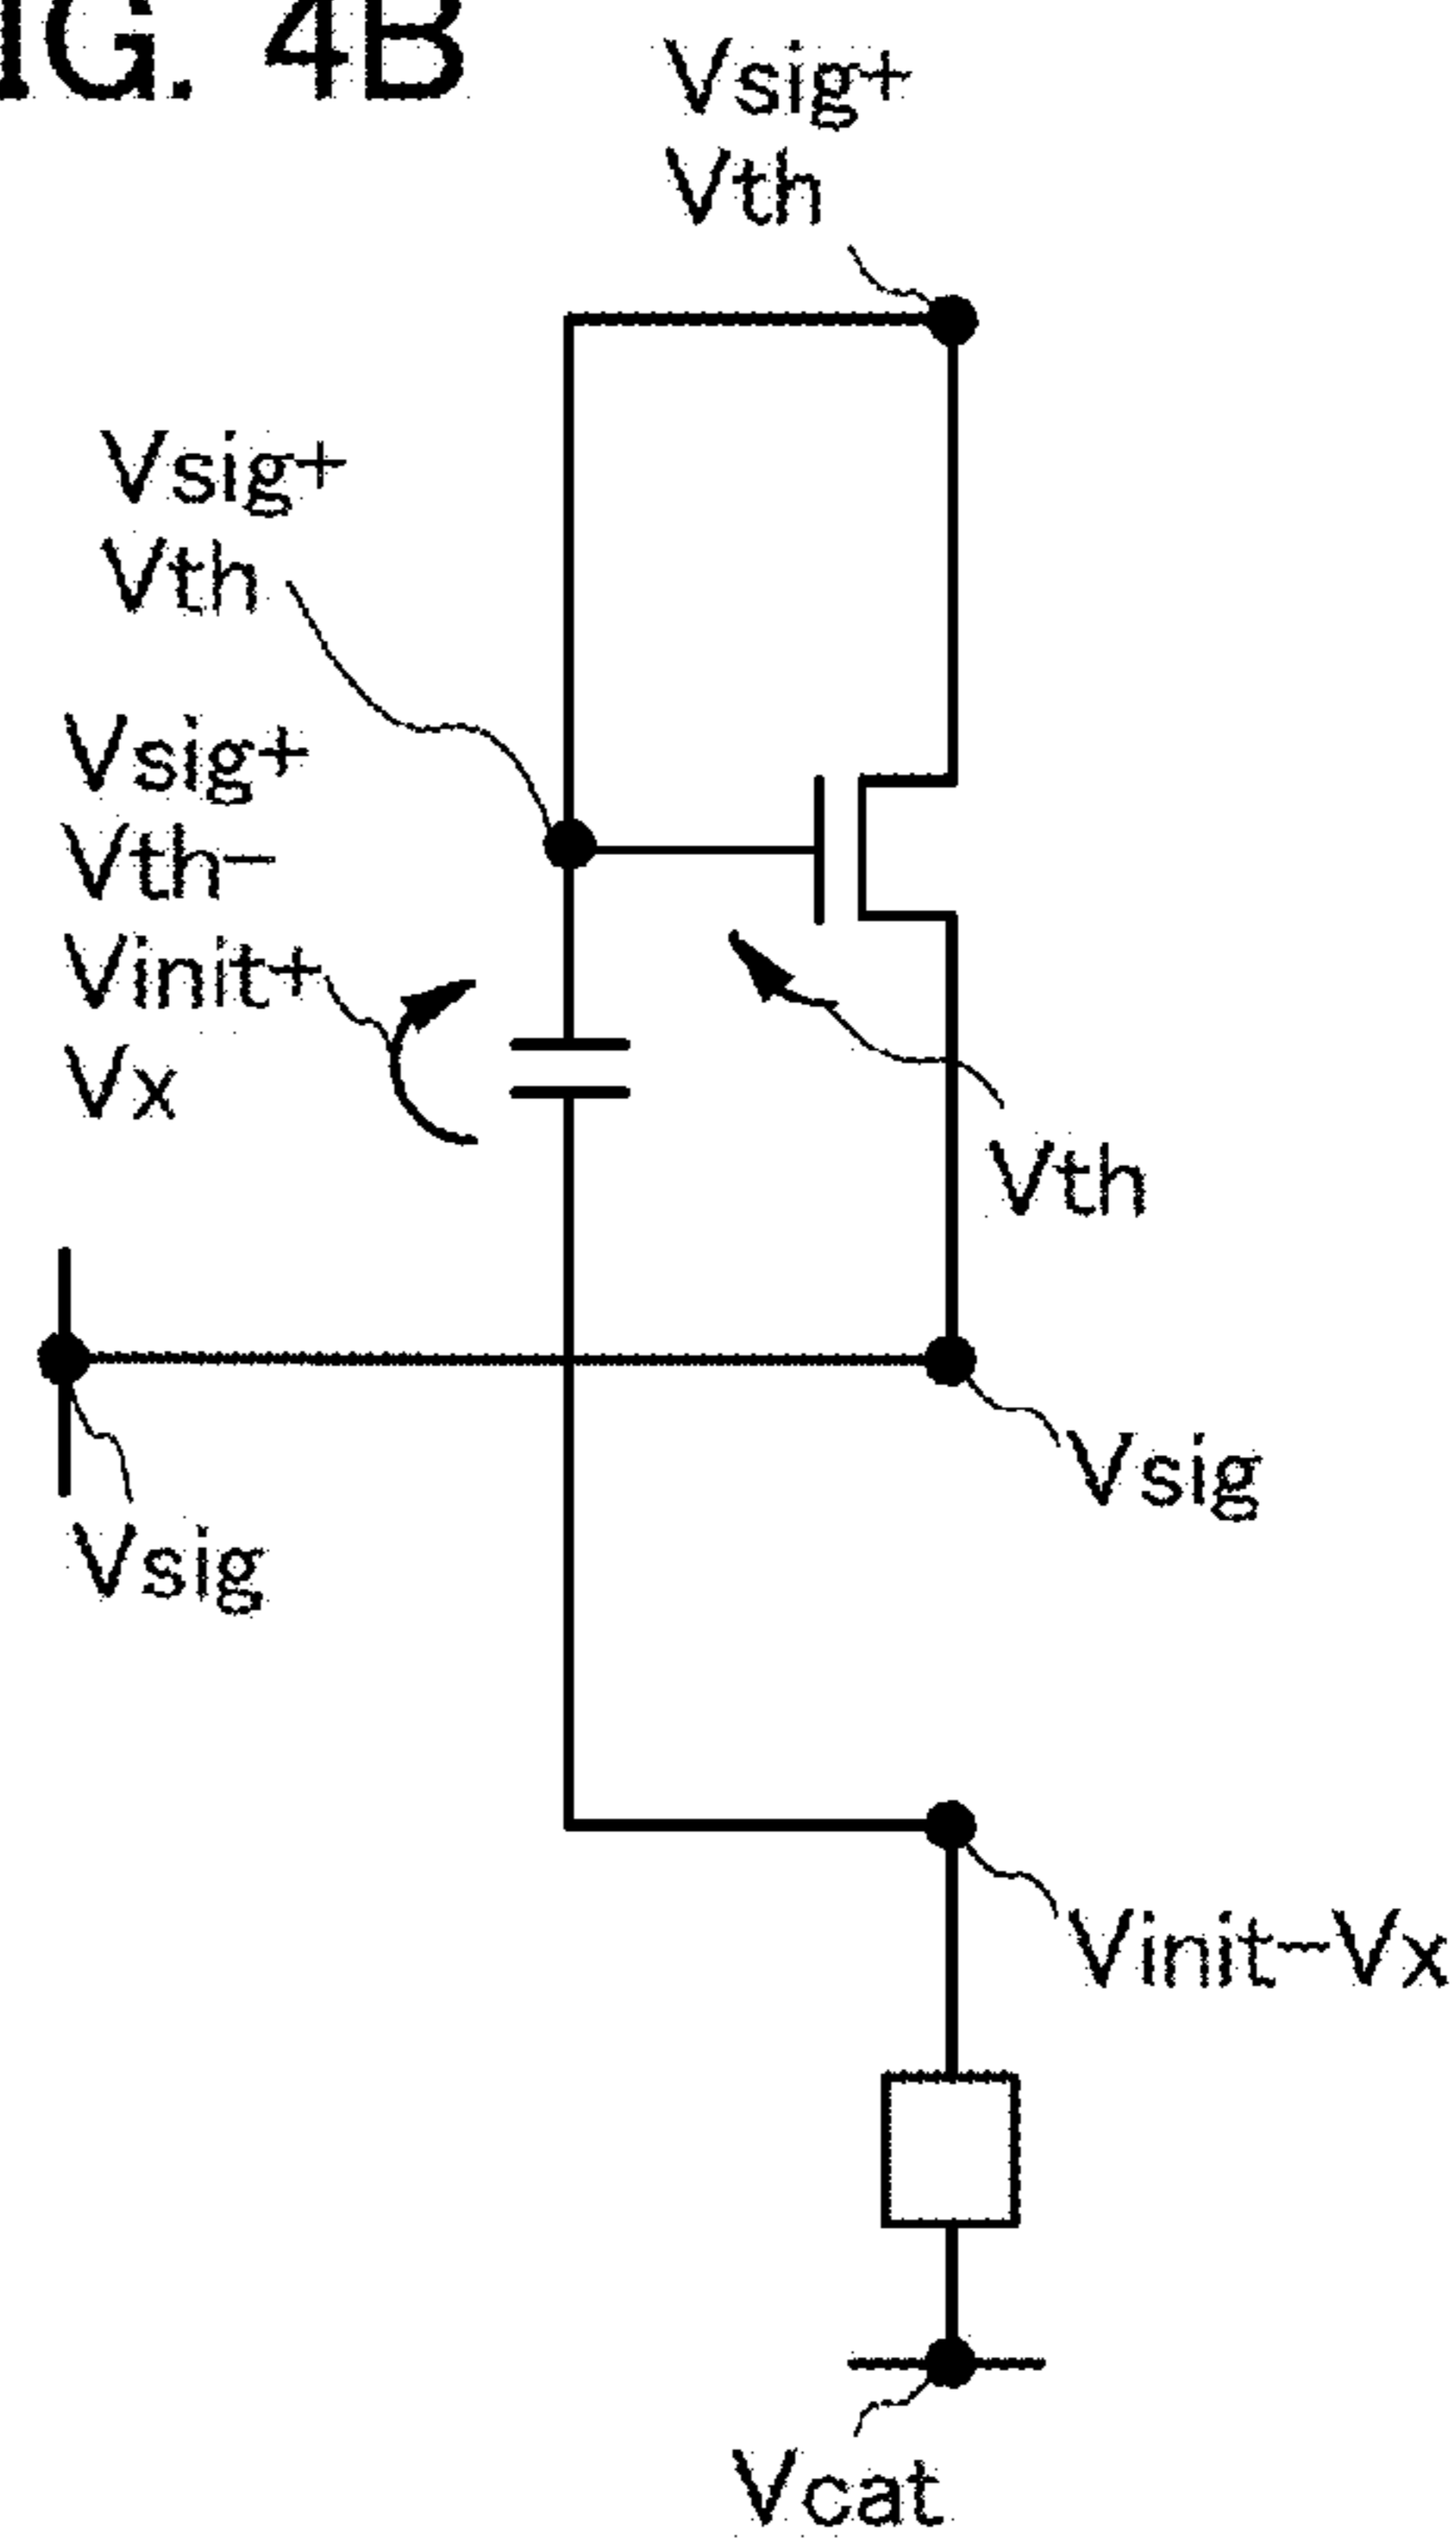 IG. 4B
Vsig+
Vth
Vsig+
Vth
Vsig+
Vth-
Vinit+
Vx
Vth
Vsig
Vsig
Vinit-Vx
Vcat